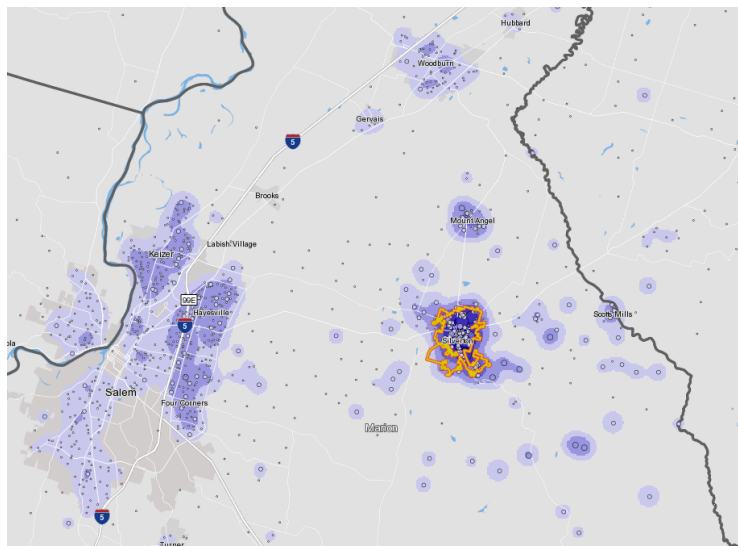 Hubbard
Woodburn
Gervais
5
Brooks
Mount Angel
Labish Village
Keizer
99E
Hayesville
5
Scotts Mills
Silverton
ola
Salem
Four Corners
Marion
5
Turner